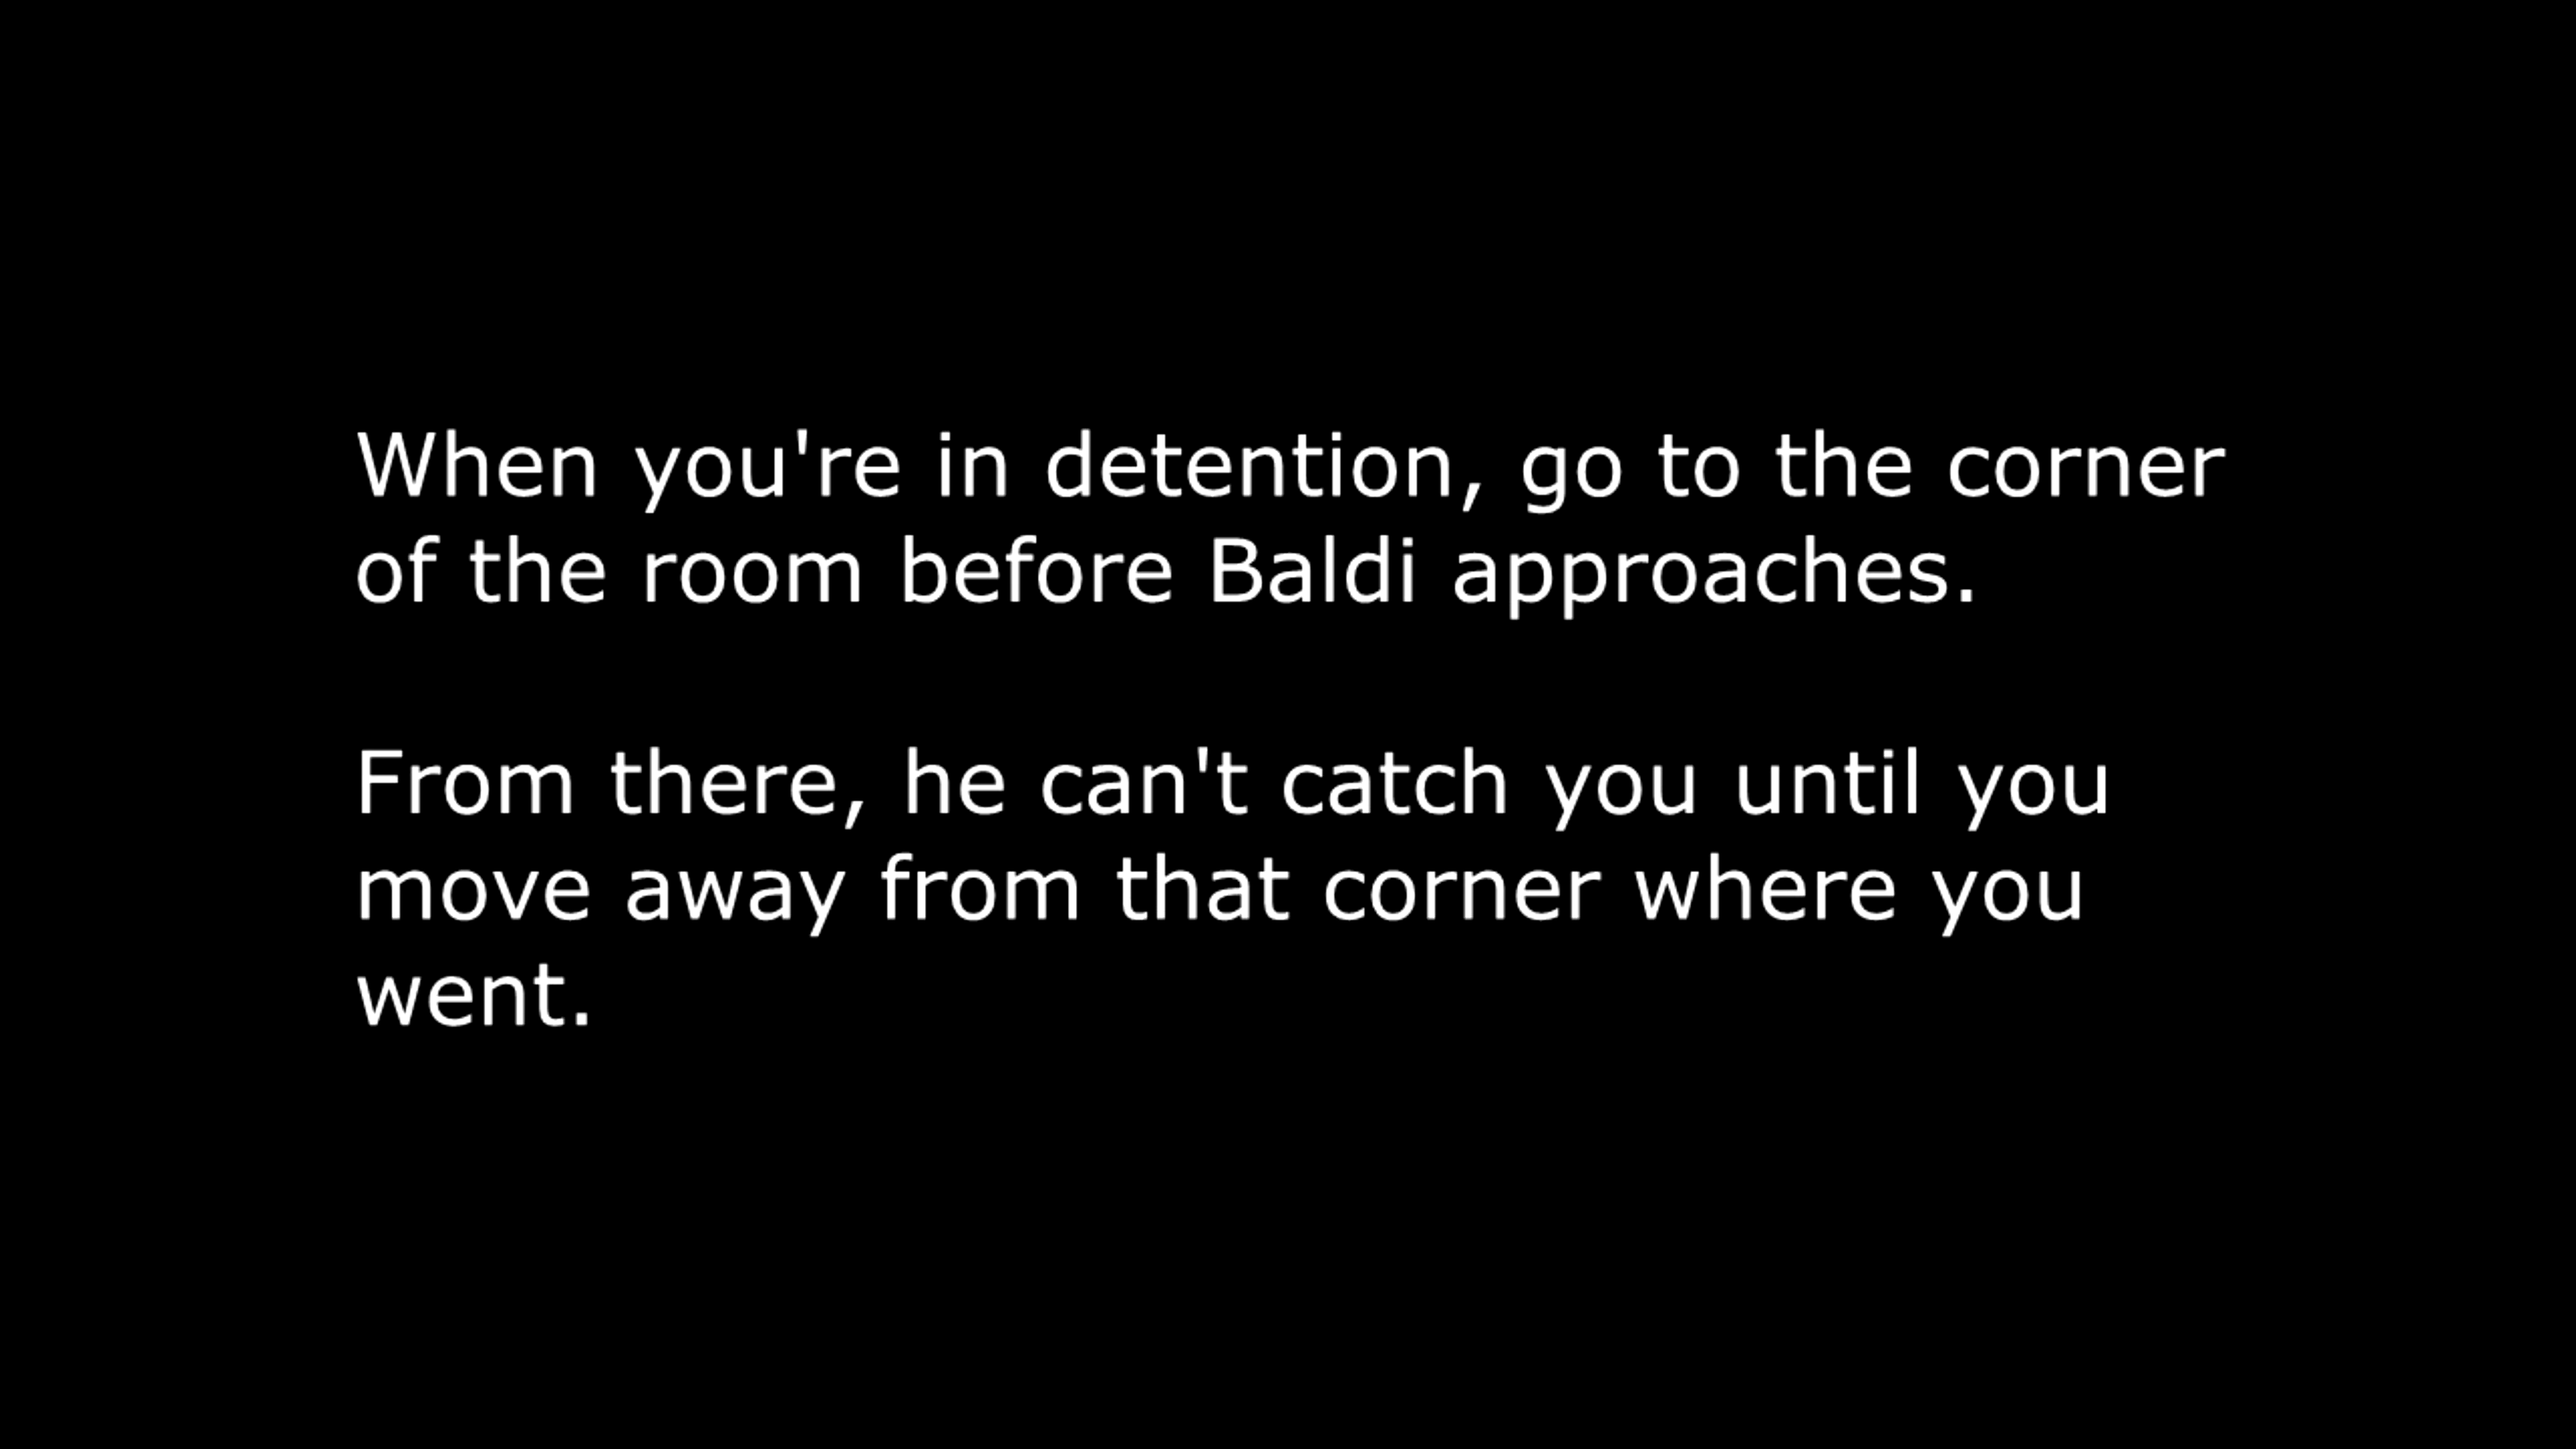 When you're in detention, go to the corner
of the room before Baldi approaches.
From there, he can't catch you until you
move away from that corner where you
went.